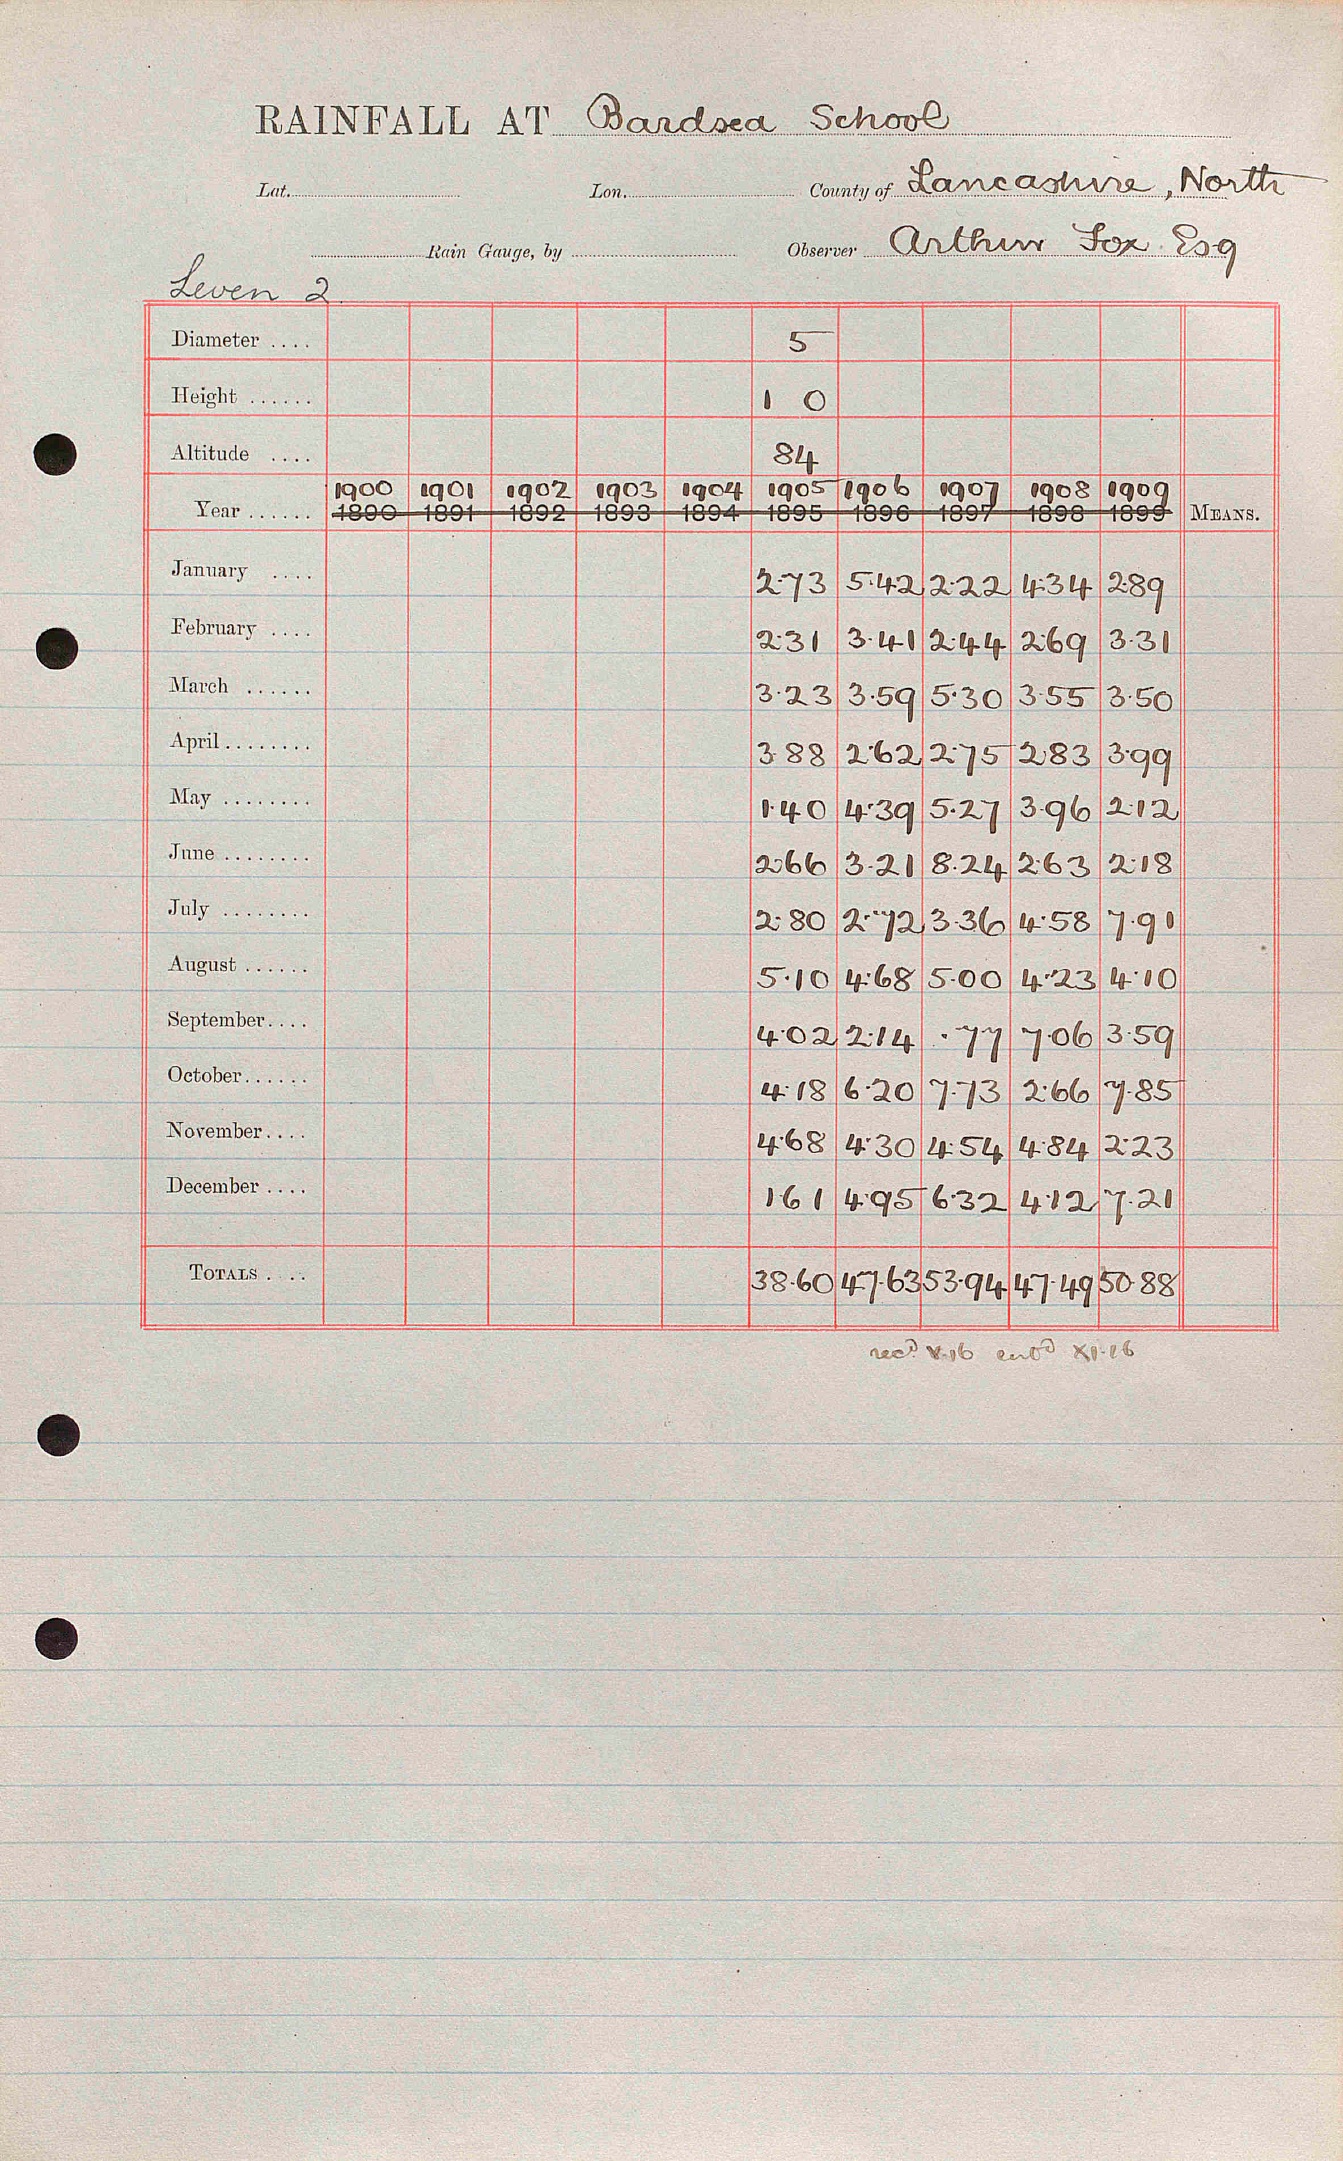 RAINFALL AT Bardsea School
Lat. Lon. County of Lancashire, North
Rain Gauge, by Observer Arthur Fox Esq
Leven 2
Diameter .... 5
Height ...... 1 0
Altitude .... 84
1900 1901 1902 1903 1904 1905 1906 1907 1908 1909
Year ...... 1890 1891 1892 1893 1894 1895 1896 1897 1898 1899 MEANS.
January .... 2·73 5·42 2·22 4·34 2·89
February .... 2·31 3·41 2·44 2·69 3·31
March ...... 3·23 3·59 5·30 3·55 3·50
April ........ 3·88 2·62 2·75 2·83 3·99
May ........ 1·40 4·39 5·27 3·96 2·12
June ........ 2·66 3·21 8·24 2·63 2·18
July ........ 2·80 2·72 3·36 4·58 7·91
August ...... 5·10 4·68 5·00 4·23 4·10
September.... 4·02 2·14 ·77 7·06 3·59
October...... 4·18 6·20 7·73 2·66 7·85
November.... 4·68 4·30 4·54 4·84 2·23
December .... 1·61 4·95 6·32 4·12 7·21
TOTALS .... 38·60 47·63 53·94 47·49 50·88
recd. V·16 entd XI·16